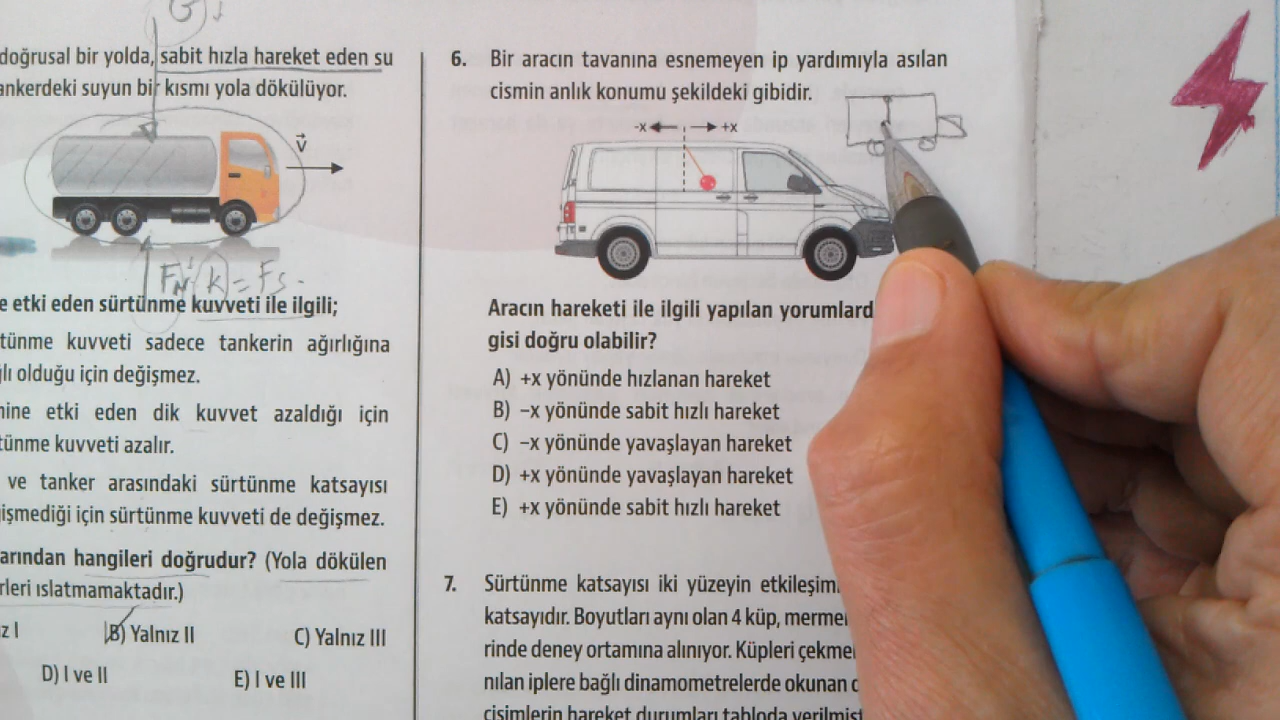 G
doğrusal bir yolda, sabit hızla hareket eden su
ankerdeki suyun bir kısmı yola dökülüyor.
v
FN k = Fs
e etki eden sürtünme kuvveti ile ilgili;
tünme kuvveti sadece tankerin ağırlığına
ğlı olduğu için değişmez.
nine etki eden dik kuvvet azaldığı için
tünme kuvveti azalır.
ve tanker arasındaki sürtünme katsayısı
ğişmediği için sürtünme kuvveti de değişmez.
arından hangileri doğrudur? (Yola dökülen
rleri ıslatmamaktadır.)
z I
B) Yalnız II
C) Yalnız III
D) I ve II
E) I ve III
6. Bir aracın tavanına esnemeyen ip yardımıyla asılan
cismin anlık konumu şekildeki gibidir.
-x +x
Aracın hareketi ile ilgili yapılan yorumlard
gisi doğru olabilir?
A) +x yönünde hızlanan hareket
B) –x yönünde sabit hızlı hareket
C) –x yönünde yavaşlayan hareket
D) +x yönünde yavaşlayan hareket
E) +x yönünde sabit hızlı hareket
7. Sürtünme katsayısı iki yüzeyin etkileşim
katsayıdır. Boyutları aynı olan 4 küp, mermer
rinde deney ortamına alınıyor. Küpleri çekme
nılan iplere bağlı dinamometrelerde okunan d
cisimlerin hareket durumları tabloda verilmişt